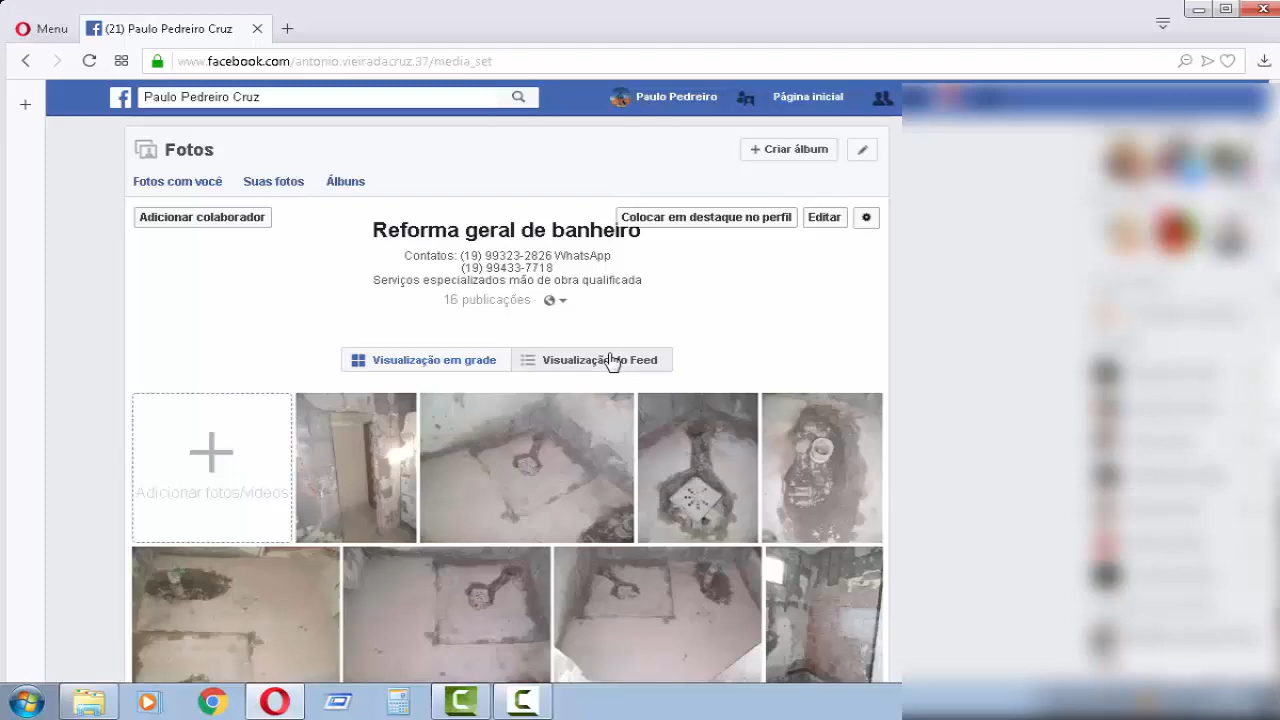 Menu
(21) Paulo Pedreiro Cruz
www.facebook.com/antonio.vieiradacruz.37/media_set
Paulo Pedreiro Cruz
Paulo Pedreiro
Página inicial
Fotos
+ Criar álbum
Fotos com você
Suas fotos
Álbuns
Adicionar colaborador
Colocar em destaque no perfil
Editar
Reforma geral de banheiro
Contatos: (19) 99323-2826 WhatsApp
(19) 99433-7718
Serviços especializados mão de obra qualificada
16 publicações
Visualização em grade
Visualização Feed
Adicionar fotos/vídeos